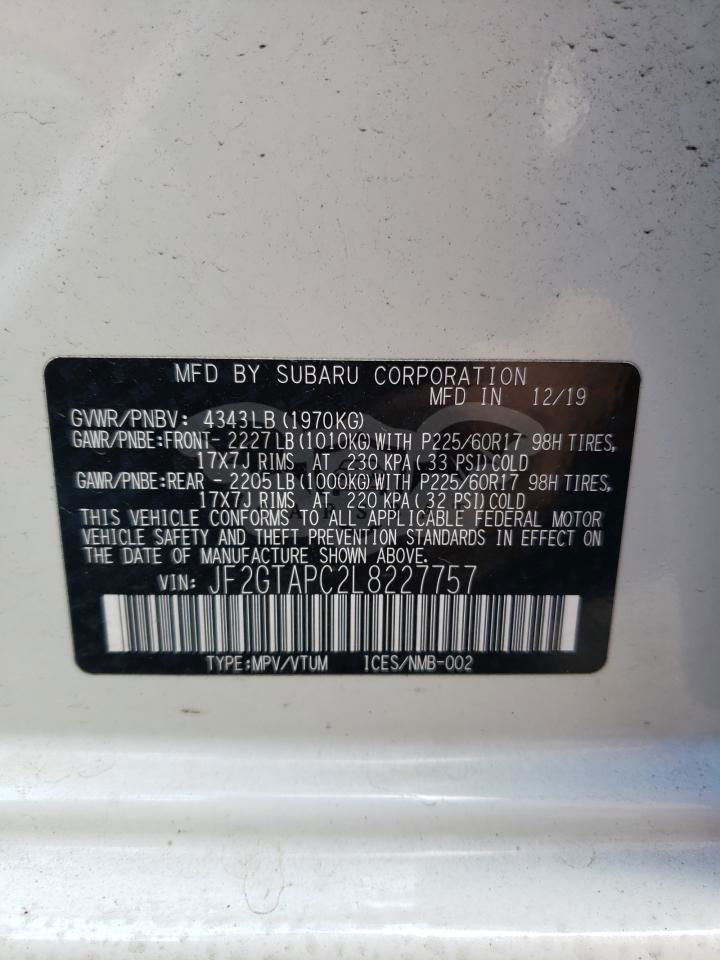 MFD BY SUBARU CORPORATION
MFD IN 12/19
GVWR/PNBV: 4343LB(1970KG)
GAWR/PNBE:FRONT- 2227LB(1010KG)WITH P225/60R17 98H TIRES,
17X7J RIMS AT 230 KPA(33 PSI)COLD
GAWR/PNBE:REAR - 2205LB(1000KG)WITH P225/60R17 98H TIRES,
17X7J RIMS AT 220 KPA(32 PSI)COLD
THIS VEHICLE CONFORMS TO ALL APPLICABLE FEDERAL MOTOR
VEHICLE SAFETY AND THEFT PREVENTION STANDARDS IN EFFECT ON
THE DATE OF MANUFACTURE SHOWN ABOVE.
VIN: JF2GTAPC2L8227757
TYPE:MPV/VTUM ICES/NMB-002